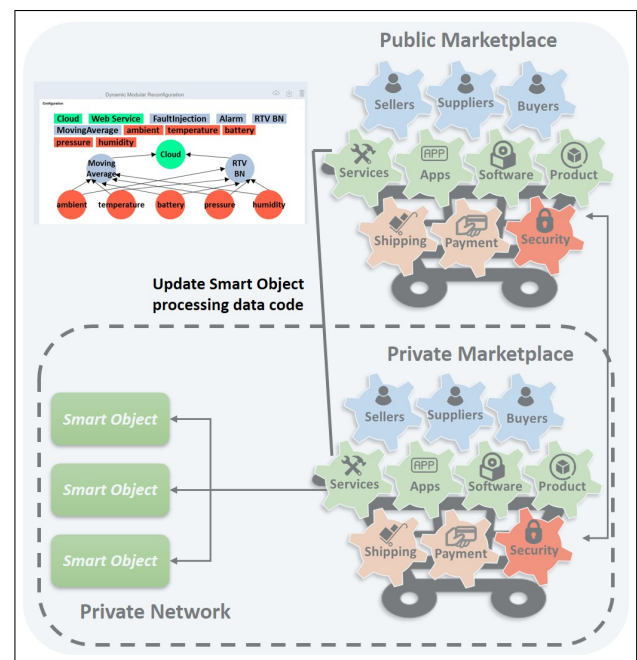 Public Marketplace
Dynamic Modular Reconfiguration
Configuration
Cloud Web Service FaultInjection Alarm RTV BN
MovingAverage ambient temperature battery
pressure humidity
Moving
Average
Cloud
RTV
BN
ambient temperature battery pressure humidity
Sellers Suppliers Buyers
Services Apps Software Product
APP
Shipping Payment Security
Update Smart Object
processing data code
Private Marketplace
Sellers Suppliers Buyers
Services Apps Software Product
APP
Shipping Payment Security
Smart Object
Smart Object
Smart Object
Private Network